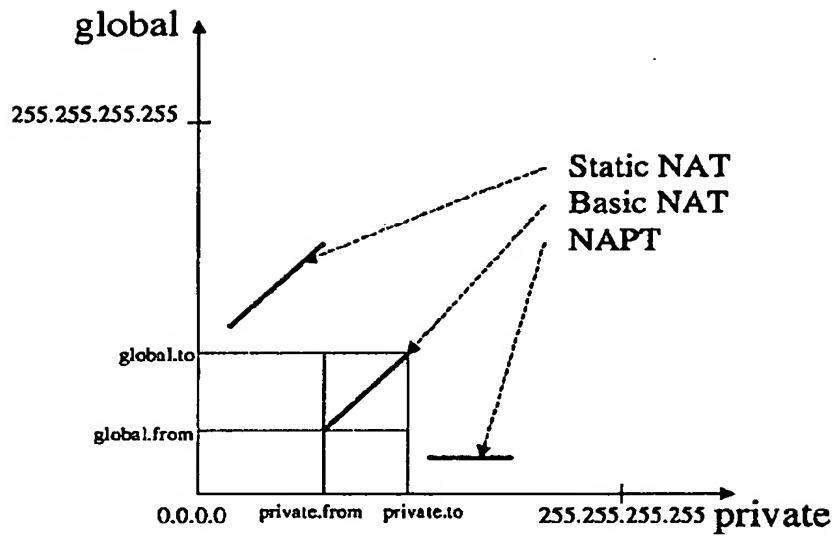 global
255.255.255.255
Static NAT
Basic NAT
NAPT
global.to
global.from
0.0.0.0
private.from
private.to
255.255.255.255
private